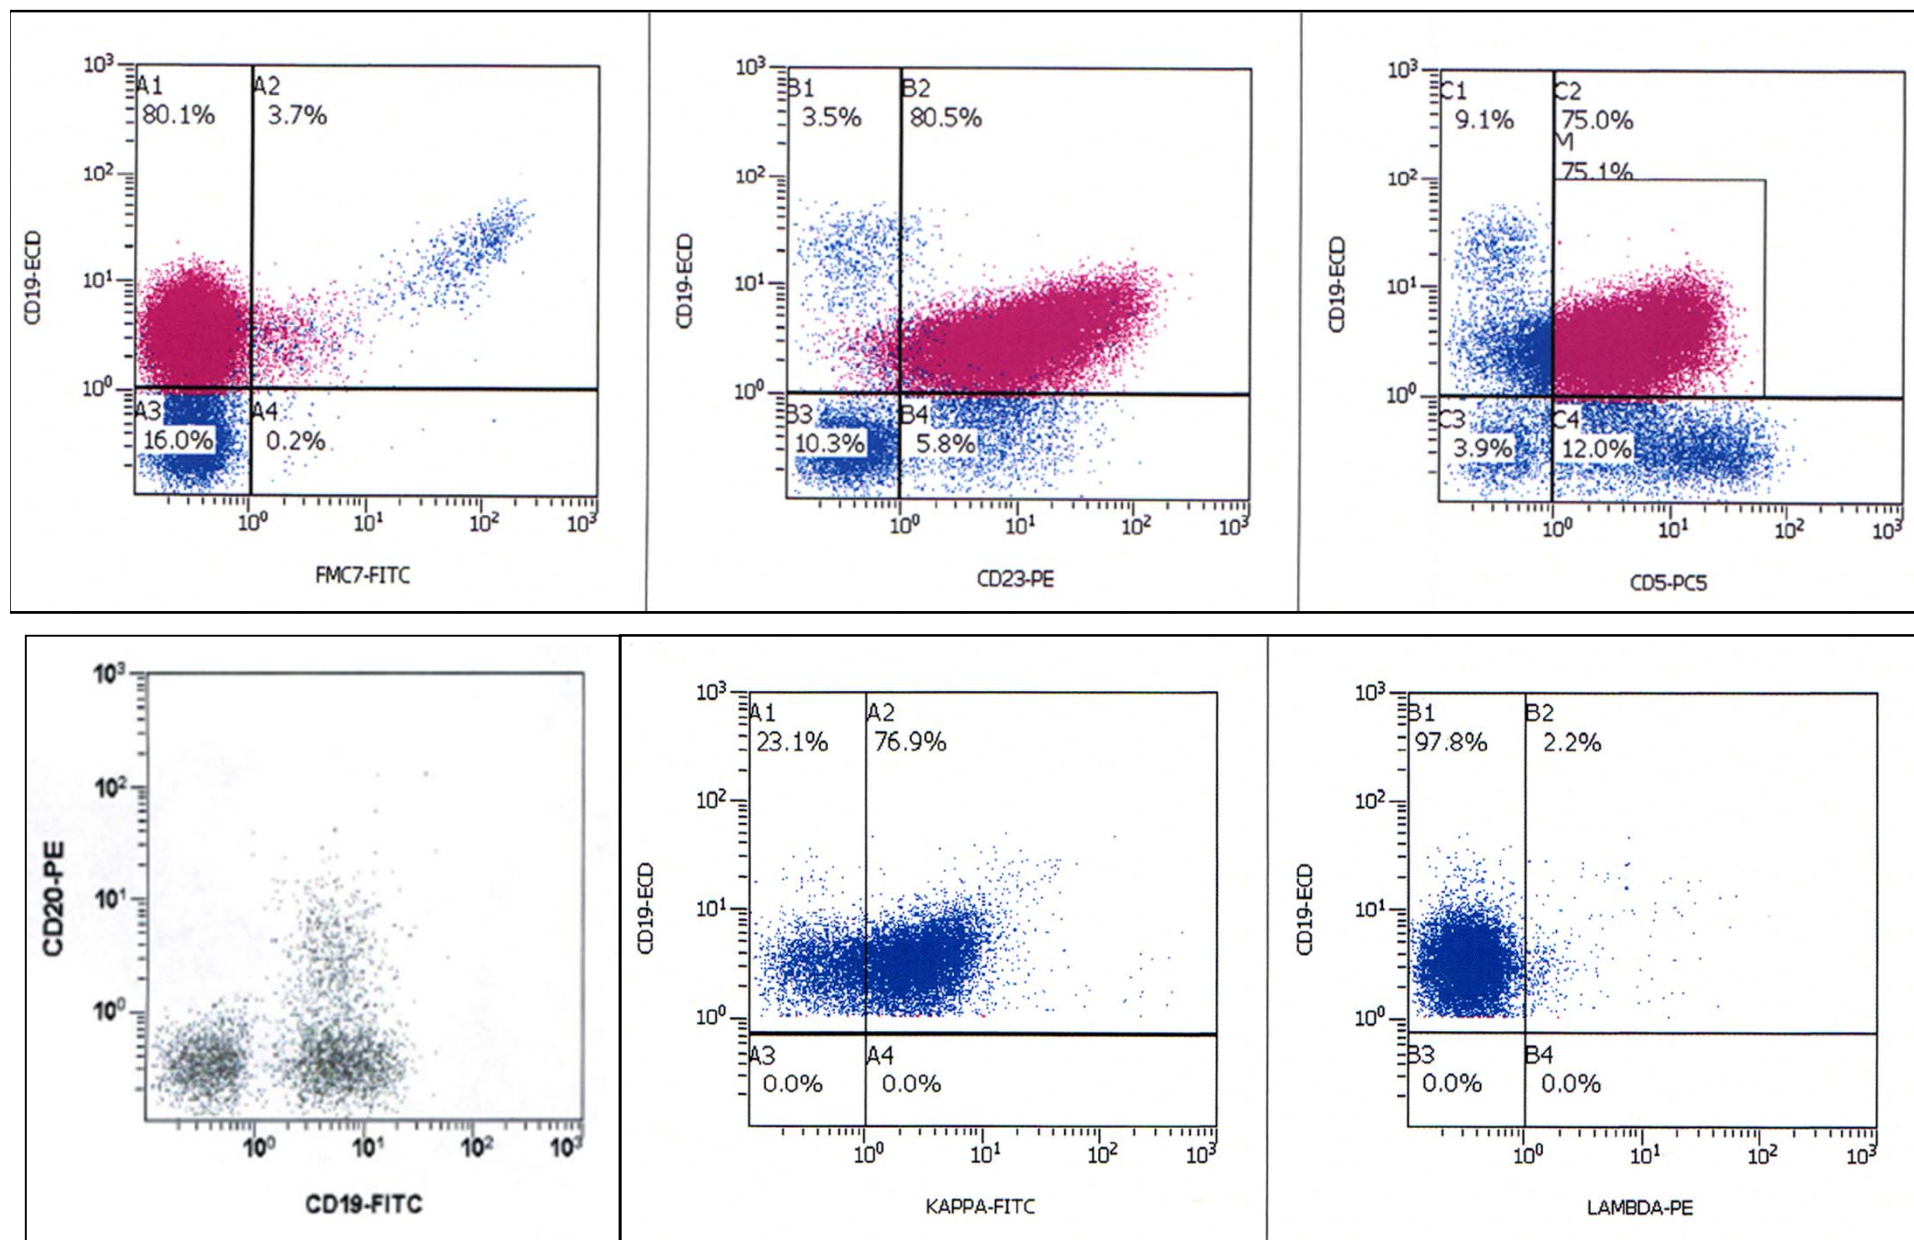 A1
80.1%
A2
3.7%
A3
16.0%
A4
0.2%
10³
10²
10¹
10⁰
10⁰ 10¹ 10² 10³
CD19-ECD
FMC7-FITC
B1
3.5%
B2
80.5%
B3
10.3%
B4
5.8%
10³
10²
10¹
10⁰
10⁰ 10¹ 10² 10³
CD19-ECD
CD23-PE
C1
9.1%
C2
75.0%
M
75.1%
C3
3.9%
C4
12.0%
10³
10²
10¹
10⁰
10⁰ 10¹ 10² 10³
CD19-ECD
CD5-PC5
10³
10²
10¹
10⁰
10⁰ 10¹ 10² 10³
CD20-PE
CD19-FITC
A1
23.1%
A2
76.9%
A3
0.0%
A4
0.0%
10³
10²
10¹
10⁰
10⁰ 10¹ 10² 10³
CD19-ECD
KAPPA-FITC
B1
97.8%
B2
2.2%
B3
0.0%
B4
0.0%
10³
10²
10¹
10⁰
10⁰ 10¹ 10² 10³
CD19-ECD
LAMBDA-PE